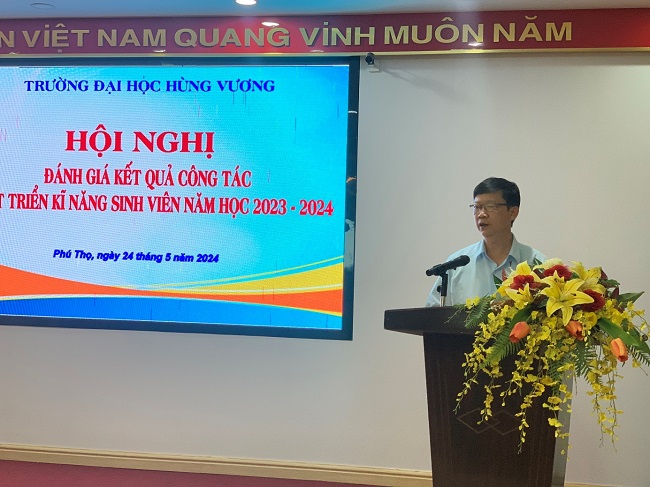 VIỆT NAM QUANG VINH MUÔN NĂM
TRƯỜNG ĐẠI HỌC HÙNG VƯƠNG
HỘI NGHỊ
ĐÁNH GIÁ KẾT QUẢ CÔNG TÁC
TRIỂN KĨ NĂNG SINH VIÊN NĂM HỌC 2023 - 2024
Phú Thọ, ngày 24 tháng 5 năm 2024